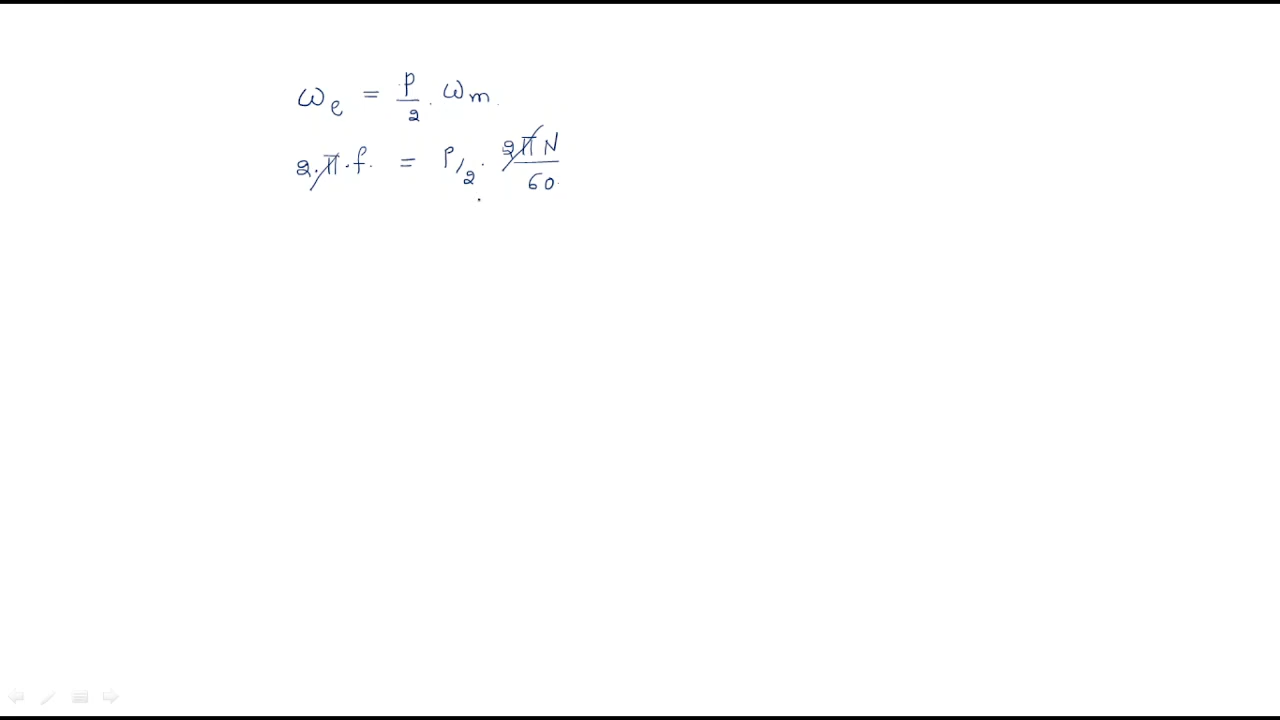 ωe = P/2 . ωm.
2.π.f. = P/2 . 2πN/60.